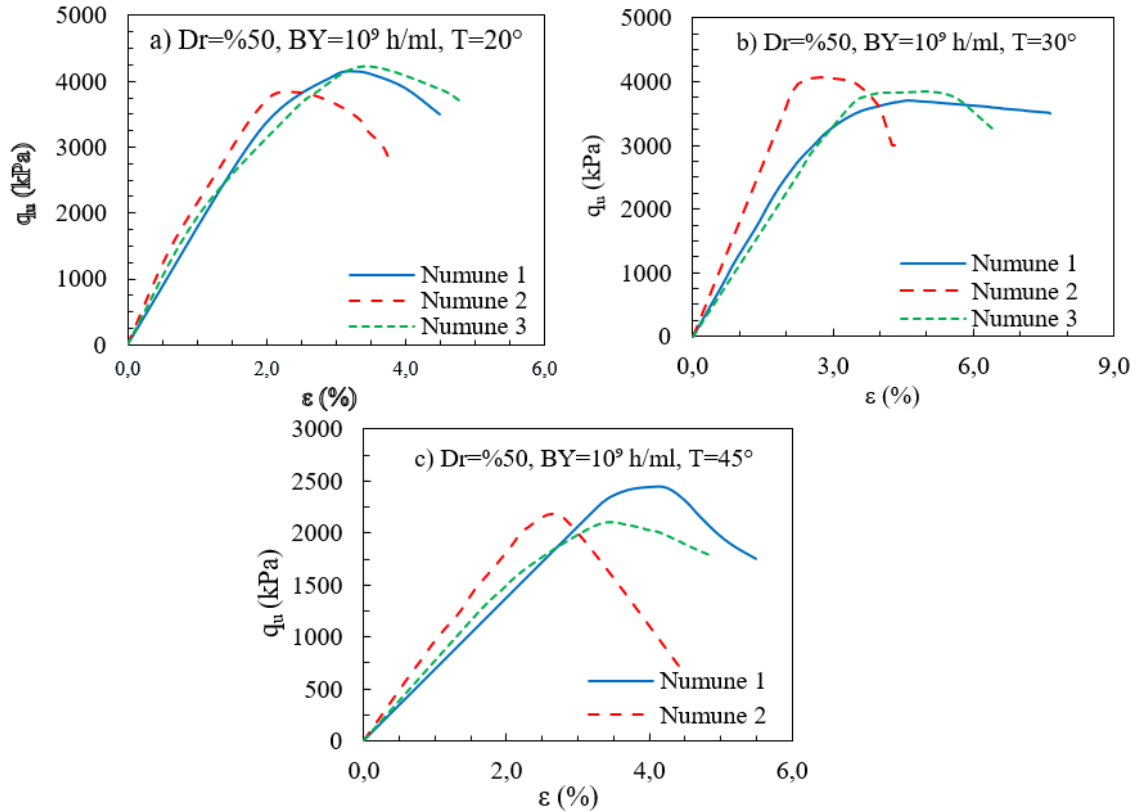 a) Dr=%50, BY=10⁹ h/ml, T=20°
5000
4000
3000
2000
1000
0
qᵤ (kPa)
Numune 1
Numune 2
Numune 3
0,0 2,0 4,0 6,0
ε (%)
b) Dr=%50, BY=10⁹ h/ml, T=30°
5000
4000
3000
2000
1000
0
qᵤ (kPa)
Numune 1
Numune 2
Numune 3
0,0 3,0 6,0 9,0
ε (%)
c) Dr=%50, BY=10⁹ h/ml, T=45°
3000
2500
2000
1500
1000
500
0
qᵤ (kPa)
Numune 1
Numune 2
0,0 2,0 4,0 6,0
ε (%)